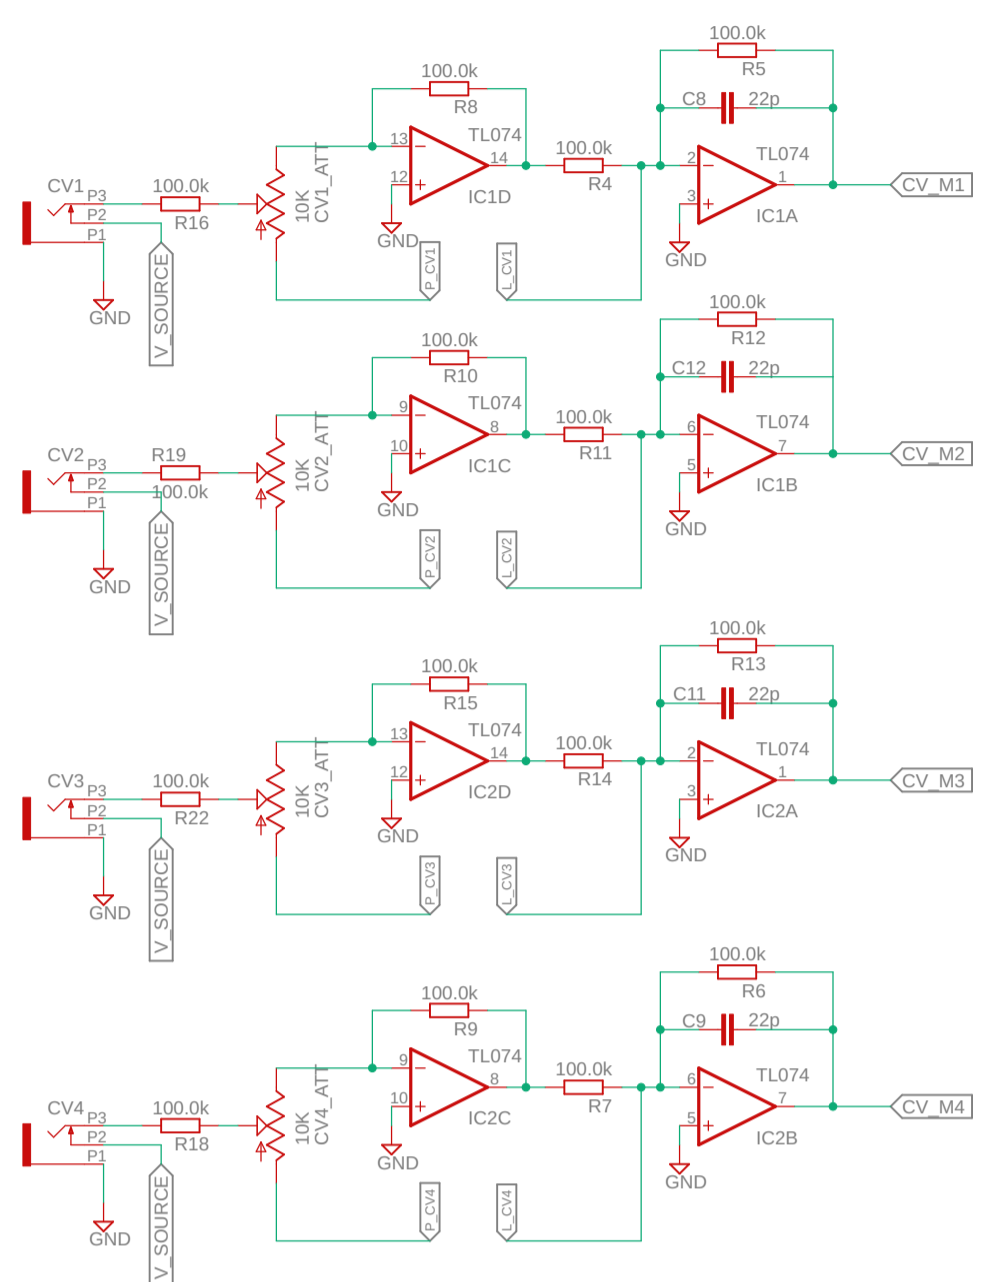 100.0k
R5
C8 22p
100.0k
R8
TL074
13
14
12
IC1D
GND
100.0k
R4
TL074
2
1
3
IC1A
GND
CV_M1
CV1
P3
P2
P1
100.0k
R16
10K
CV1_ATT
GND
V_SOURCE
P_CV1
L_CV1
100.0k
R12
C12 22p
100.0k
R10
TL074
9
8
10
IC1C
GND
100.0k
R11
TL074
6
7
5
IC1B
GND
CV_M2
CV2
P3
P2
P1
R19
100.0k
10K
CV2_ATT
GND
V_SOURCE
P_CV2
L_CV2
100.0k
R13
C11 22p
100.0k
R15
TL074
13
14
12
IC2D
GND
100.0k
R14
TL074
2
1
3
IC2A
GND
CV_M3
CV3
P3
P2
P1
100.0k
R22
10K
CV3_ATT
GND
V_SOURCE
P_CV3
L_CV3
100.0k
R6
C9 22p
100.0k
R9
TL074
9
8
10
IC2C
GND
100.0k
R7
TL074
6
7
5
IC2B
GND
CV_M4
CV4
P3
P2
P1
100.0k
R18
10K
CV4_ATT
GND
V_SOURCE
P_CV4
L_CV4